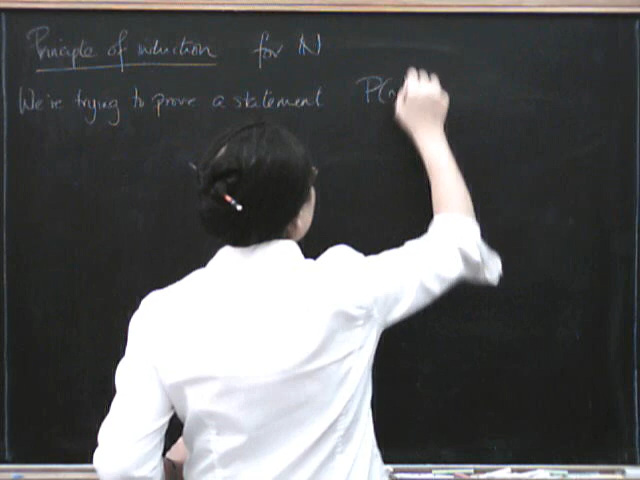 Principle of induction for ℕ
We're trying to prove a statement P(n